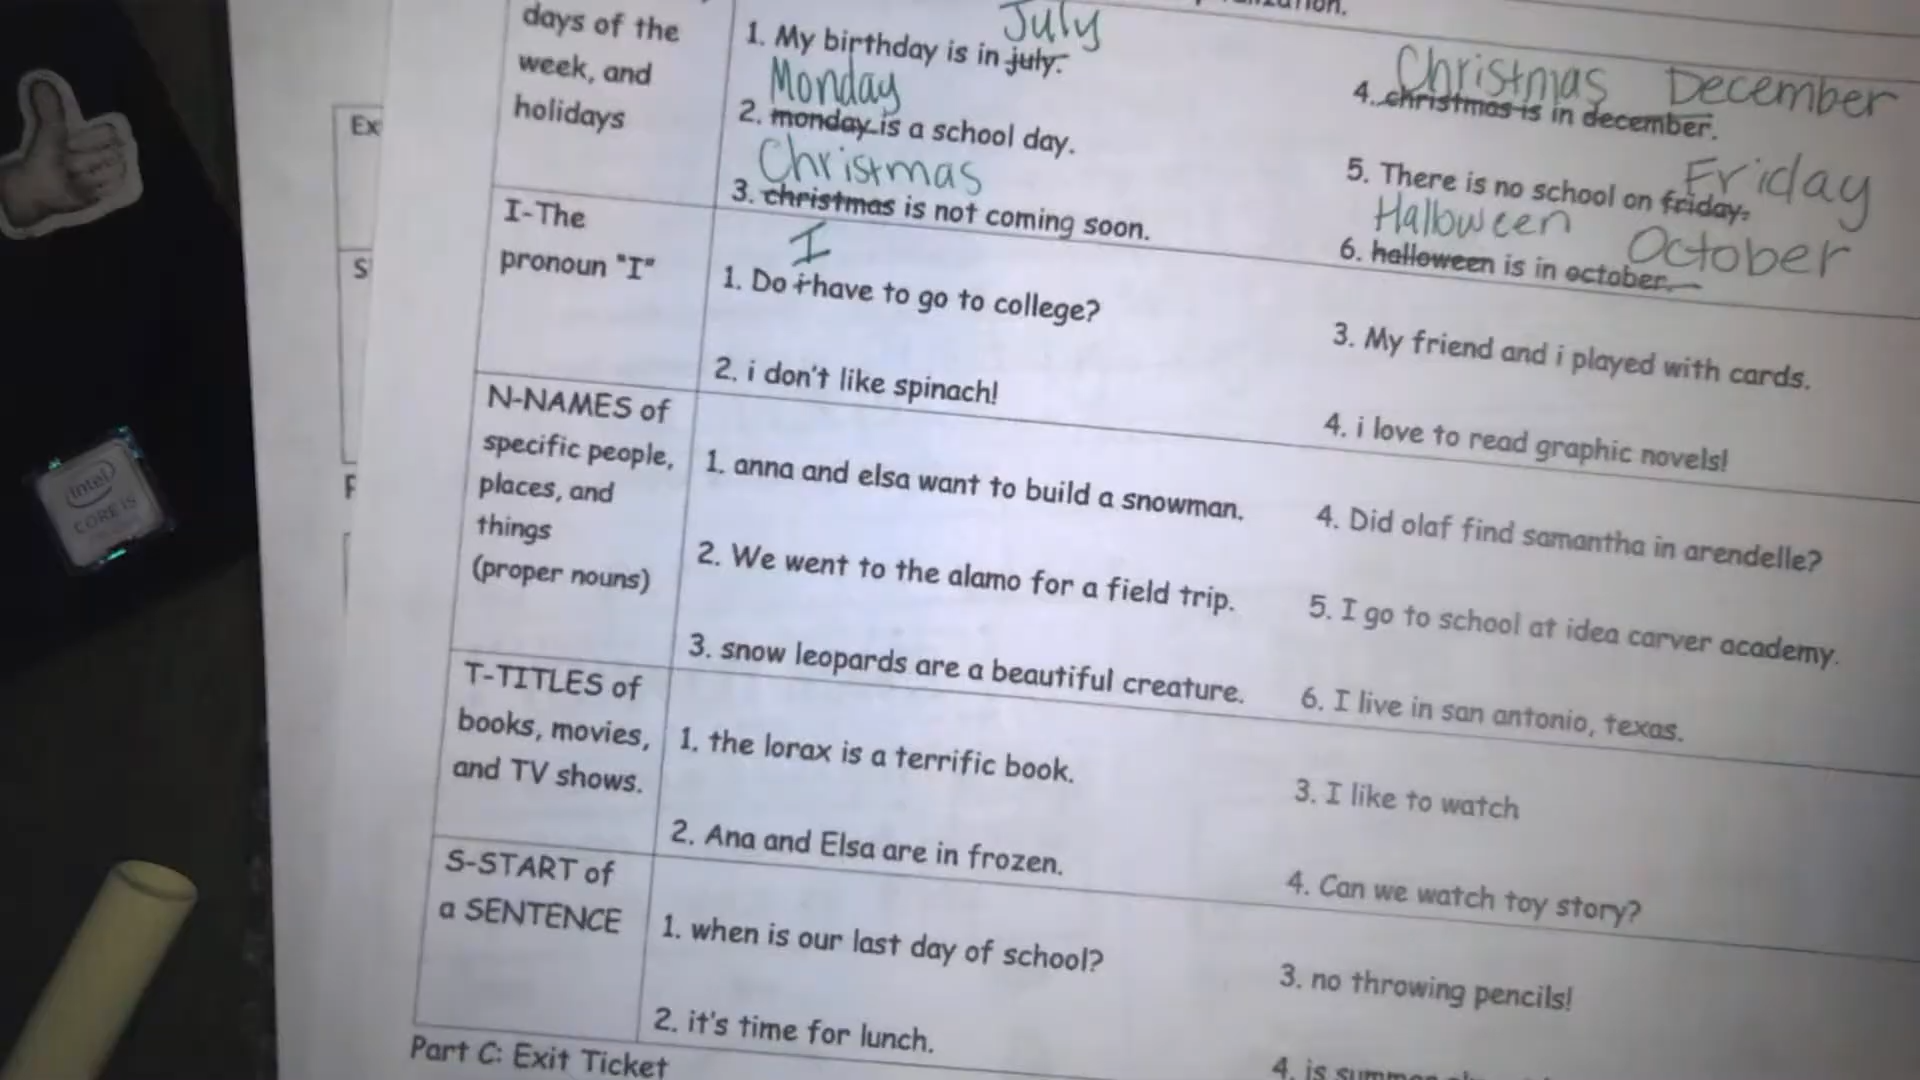 days of the
week, and
holidays
July
1. My birthday is in july.
Monday
2. monday is a school day.
Christmas
3. christmas is not coming soon.
Christmas December
4. christmas is in december.
Friday
5. There is no school on friday.
Halloween October
6. halloween is in october.
I-The
pronoun "I"
I
1. Do i have to go to college?
2. i don't like spinach!
3. My friend and i played with cards.
4. i love to read graphic novels!
N-NAMES of
specific people,
places, and
things
(proper nouns)
1. anna and elsa want to build a snowman.
2. We went to the alamo for a field trip.
3. snow leopards are a beautiful creature.
4. Did olaf find samantha in arendelle?
5. I go to school at idea carver academy.
6. I live in san antonio, texas.
T-TITLES of
books, movies,
and TV shows.
1. the lorax is a terrific book.
2. Ana and Elsa are in frozen.
3. I like to watch
4. Can we watch toy story?
S-START of
a SENTENCE
1. when is our last day of school?
2. it's time for lunch.
3. no throwing pencils!
4. is
Part C: Exit Ticket
Ex
S
F
intel
CORE i5